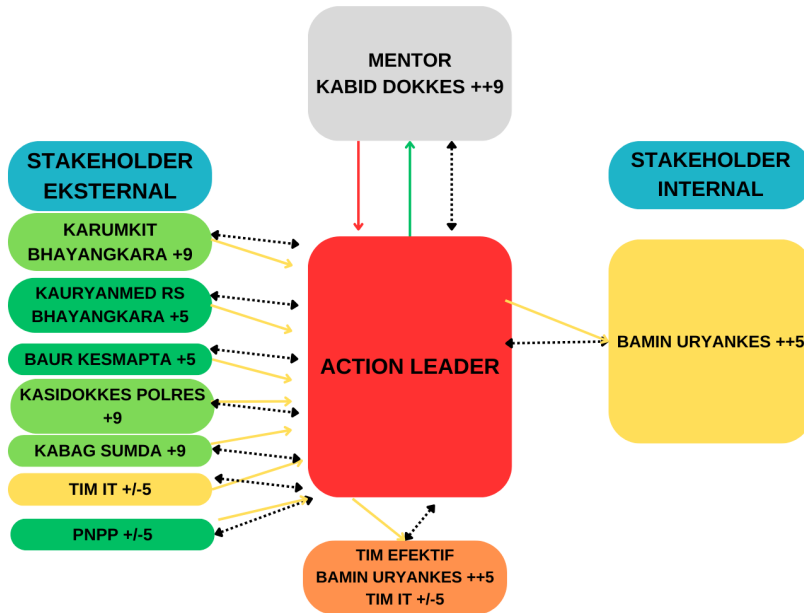 MENTOR
KABID DOKKES ++9
STAKEHOLDER
EKSTERNAL
STAKEHOLDER
INTERNAL
KARUMKIT
BHAYANGKARA +9
KAURYANMED RS
BHAYANGKARA +5
BAUR KESMAPTA +5
KASIDOKKES POLRES
+9
KABAG SUMDA +9
TIM IT +/-5
PNPP +/-5
ACTION LEADER
BAMIN URYANKES ++5
TIM EFEKTIF
BAMIN URYANKES ++5
TIM IT +/-5